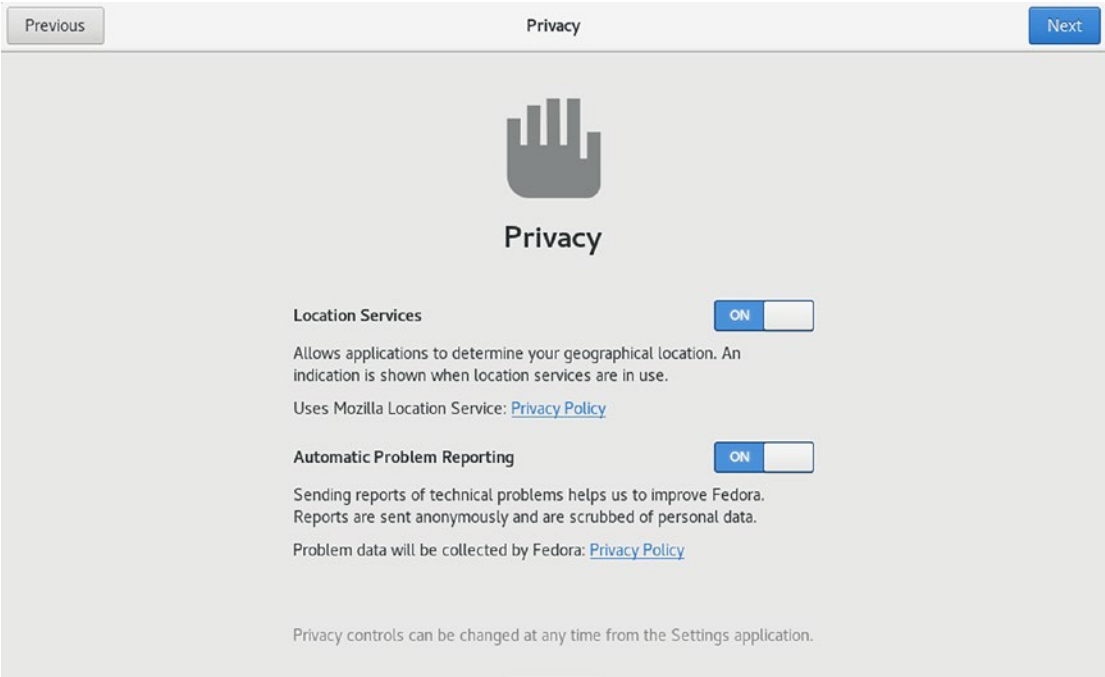 Previous
Privacy
Next
Privacy
Location Services
ON
Allows applications to determine your geographical location. An
indication is shown when location services are in use.
Uses Mozilla Location Service: Privacy Policy
Automatic Problem Reporting
ON
Sending reports of technical problems helps us to improve Fedora.
Reports are sent anonymously and are scrubbed of personal data.
Problem data will be collected by Fedora: Privacy Policy
Privacy controls can be changed at any time from the Settings application.